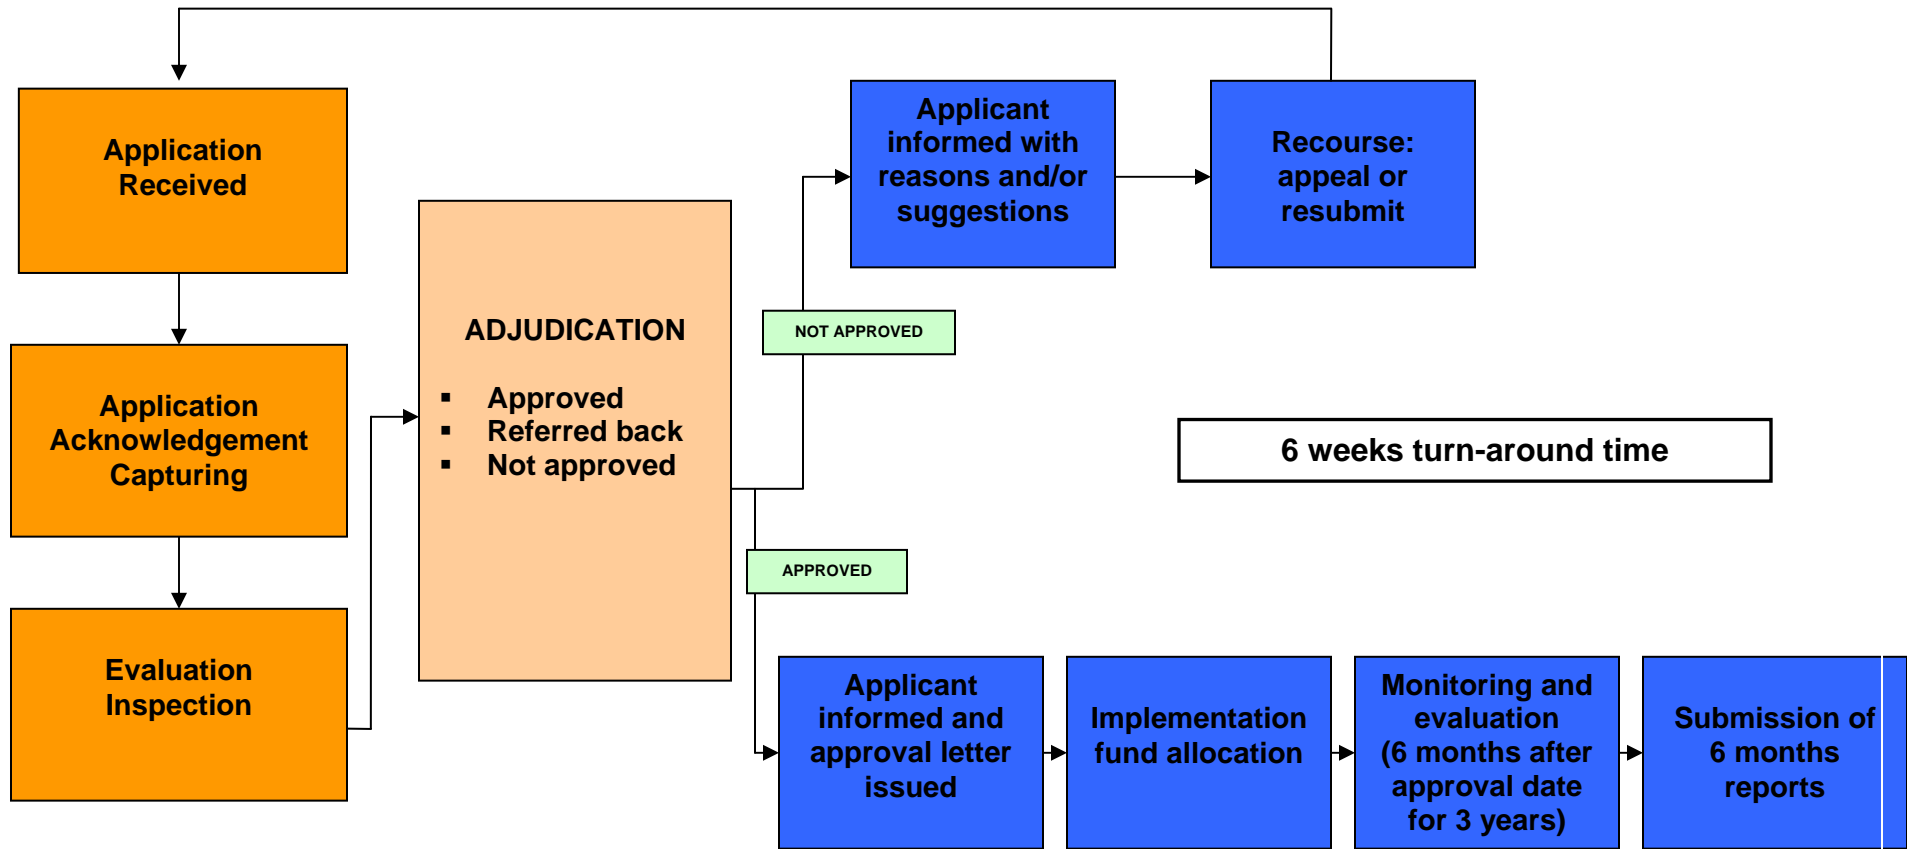 Application
Received
Application
Acknowledgement
Capturing
Evaluation
Inspection
ADJUDICATION
▪ Approved
▪ Referred back
▪ Not approved
NOT APPROVED
Applicant
informed with
reasons and/or
suggestions
Recourse:
appeal or
resubmit
6 weeks turn-around time
APPROVED
Applicant
informed and
approval letter
issued
Implementation
fund allocation
Monitoring and
evaluation
(6 months after
approval date
for 3 years)
Submission of
6 months
reports